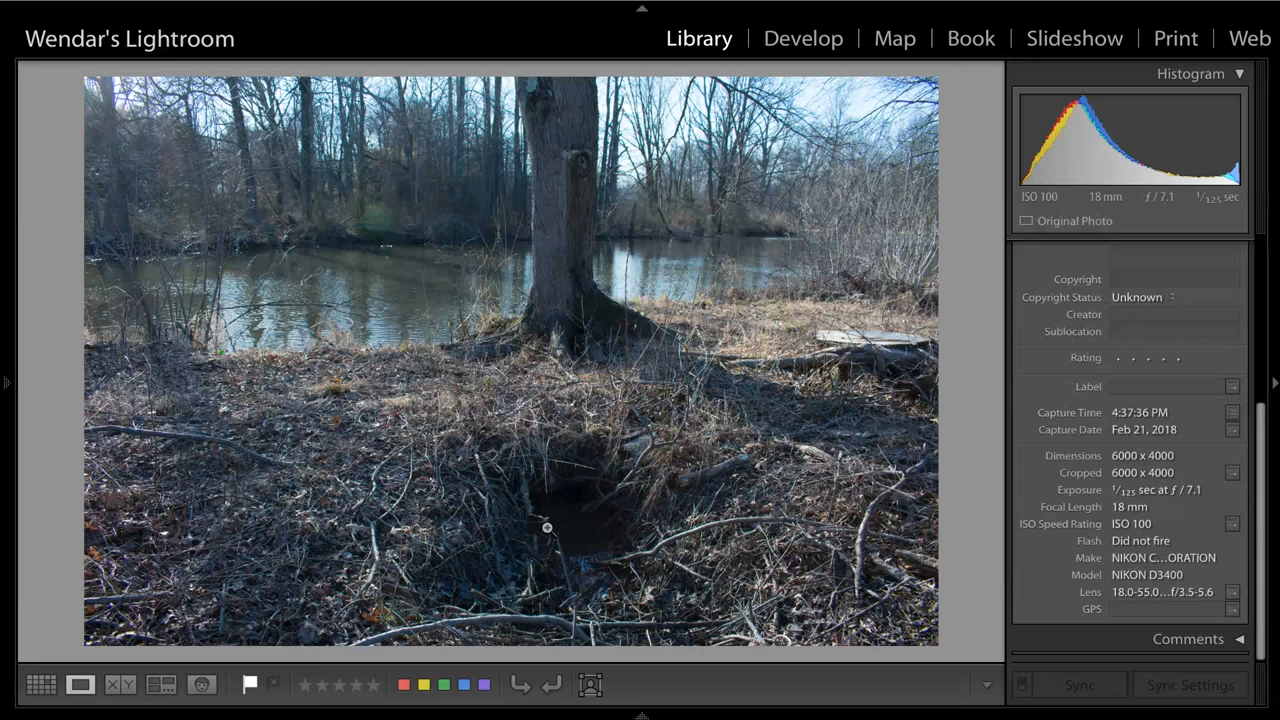 Wendar's Lightroom
Library | Develop | Map | Book | Slideshow | Print | Web
Histogram
ISO 100 18 mm ƒ / 7.1 1/125 sec
Original Photo
Copyright
Copyright Status Unknown
Creator
Sublocation
Rating
Label
Capture Time 4:37:36 PM
Capture Date Feb 21, 2018
Dimensions 6000 x 4000
Cropped 6000 x 4000
Exposure 1/125 sec at ƒ / 7.1
Focal Length 18 mm
ISO Speed Rating ISO 100
Flash Did not fire
Make NIKON C...ORATION
Model NIKON D3400
Lens 18.0-55.0...f/3.5-5.6
GPS
Comments
X Y
Sync Sync Settings